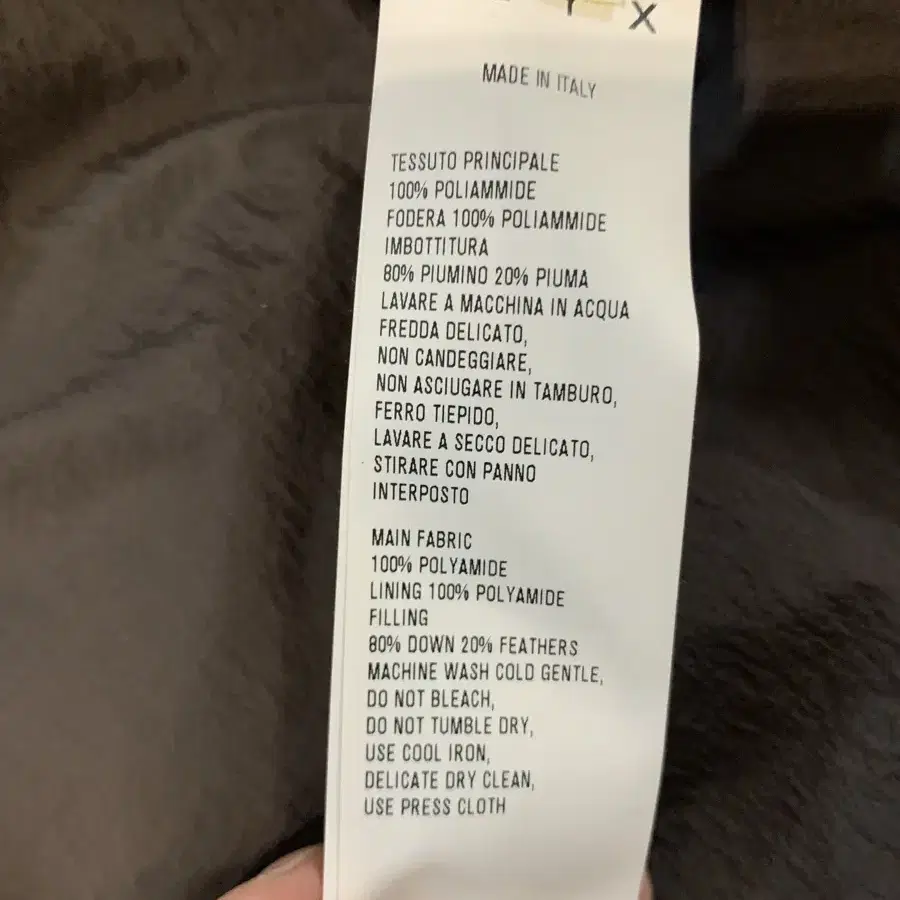 MADE IN ITALY
TESSUTO PRINCIPALE
100% POLIAMMIDE
FODERA 100% POLIAMMIDE
IMBOTTITURA
80% PIUMINO 20% PIUMA
LAVARE A MACCHINA IN ACQUA
FREDDA DELICATO,
NON CANDEGGIARE,
NON ASCIUGARE IN TAMBURO,
FERRO TIEPIDO,
LAVARE A SECCO DELICATO,
STIRARE CON PANNO
INTERPOSTO
MAIN FABRIC
100% POLYAMIDE
LINING 100% POLYAMIDE
FILLING
80% DOWN 20% FEATHERS
MACHINE WASH COLD GENTLE,
DO NOT BLEACH,
DO NOT TUMBLE DRY,
USE COOL IRON,
DELICATE DRY CLEAN,
USE PRESS CLOTH